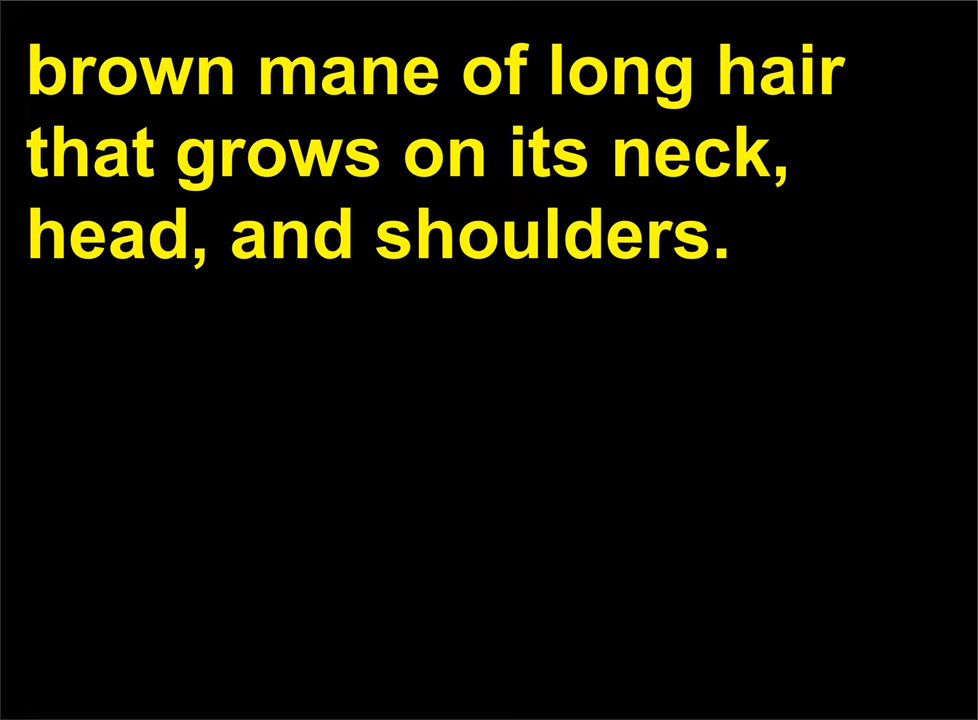 brown mane of long hair
that grows on its neck,
head, and shoulders.